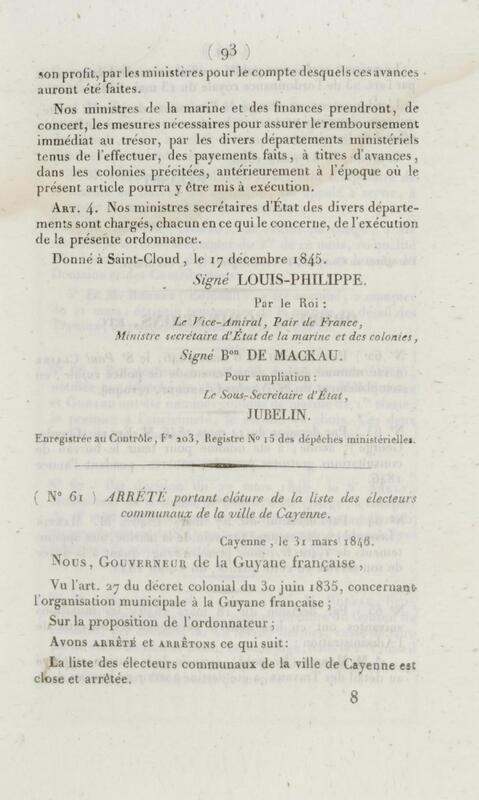 ( 93 )
son profit, par les ministères pour le compte desquels ces avances
auront été faites.
Nos ministres de la marine et des finances prendront, de
concert, les mesures nécessaires pour assurer le remboursement
immédiat au trésor, par les divers départements ministériels
tenus de l'effectuer, des payements faits, à titres d'avances,
dans les colonies précitées, antérieurement à l'époque où le
présent article pourra y être mis à exécution.
ART. 4. Nos ministres secrétaires d'État des divers départe-
ments sont chargés, chacun en ce qui le concerne, de l'exécution
de la présente ordonnance.
Donné à Saint-Cloud, le 17 décembre 1845.
Signé LOUIS-PHILIPPE.
Par le Roi :
Le Vice-Amiral, Pair de France,
Ministre secrétaire d'État de la marine et des colonies,
Signé Bon DE MACKAU.
Pour ampliation :
Le Sous-Secrétaire d'État,
JUBELIN.
Enregistrée au Contrôle, F° 203, Registre N° 15 des dépêches ministérielles.
( N° 61 ) ARRÊTÉ portant clôture de la liste des électeurs
communaux de la ville de Cayenne.
Cayenne, le 31 mars 1846.
NOUS, GOUVERNEUR de la Guyane française,
Vu l'art. 27 du décret colonial du 30 juin 1835, concernant
l'organisation municipale à la Guyane française ;
Sur la proposition de l'ordonnateur ;
Avons ARRÊTÉ et ARRÊTONS ce qui suit:
La liste des électeurs communaux de la ville de Cayenne est
close et arrêtée.
8